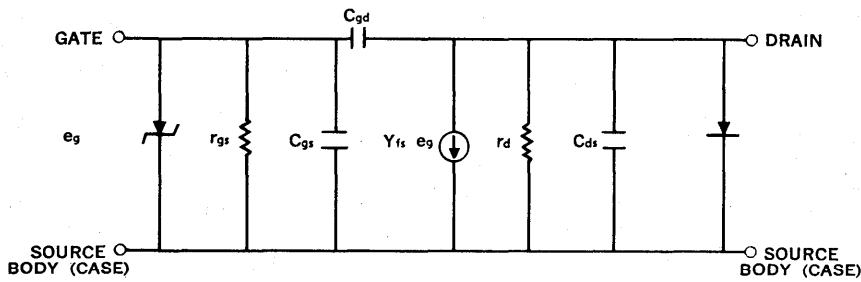 Cgd
GATE
DRAIN
eg
rgs
Cgs
Yfs eg
rd
Cds
SOURCE
BODY (CASE)
SOURCE
BODY (CASE)